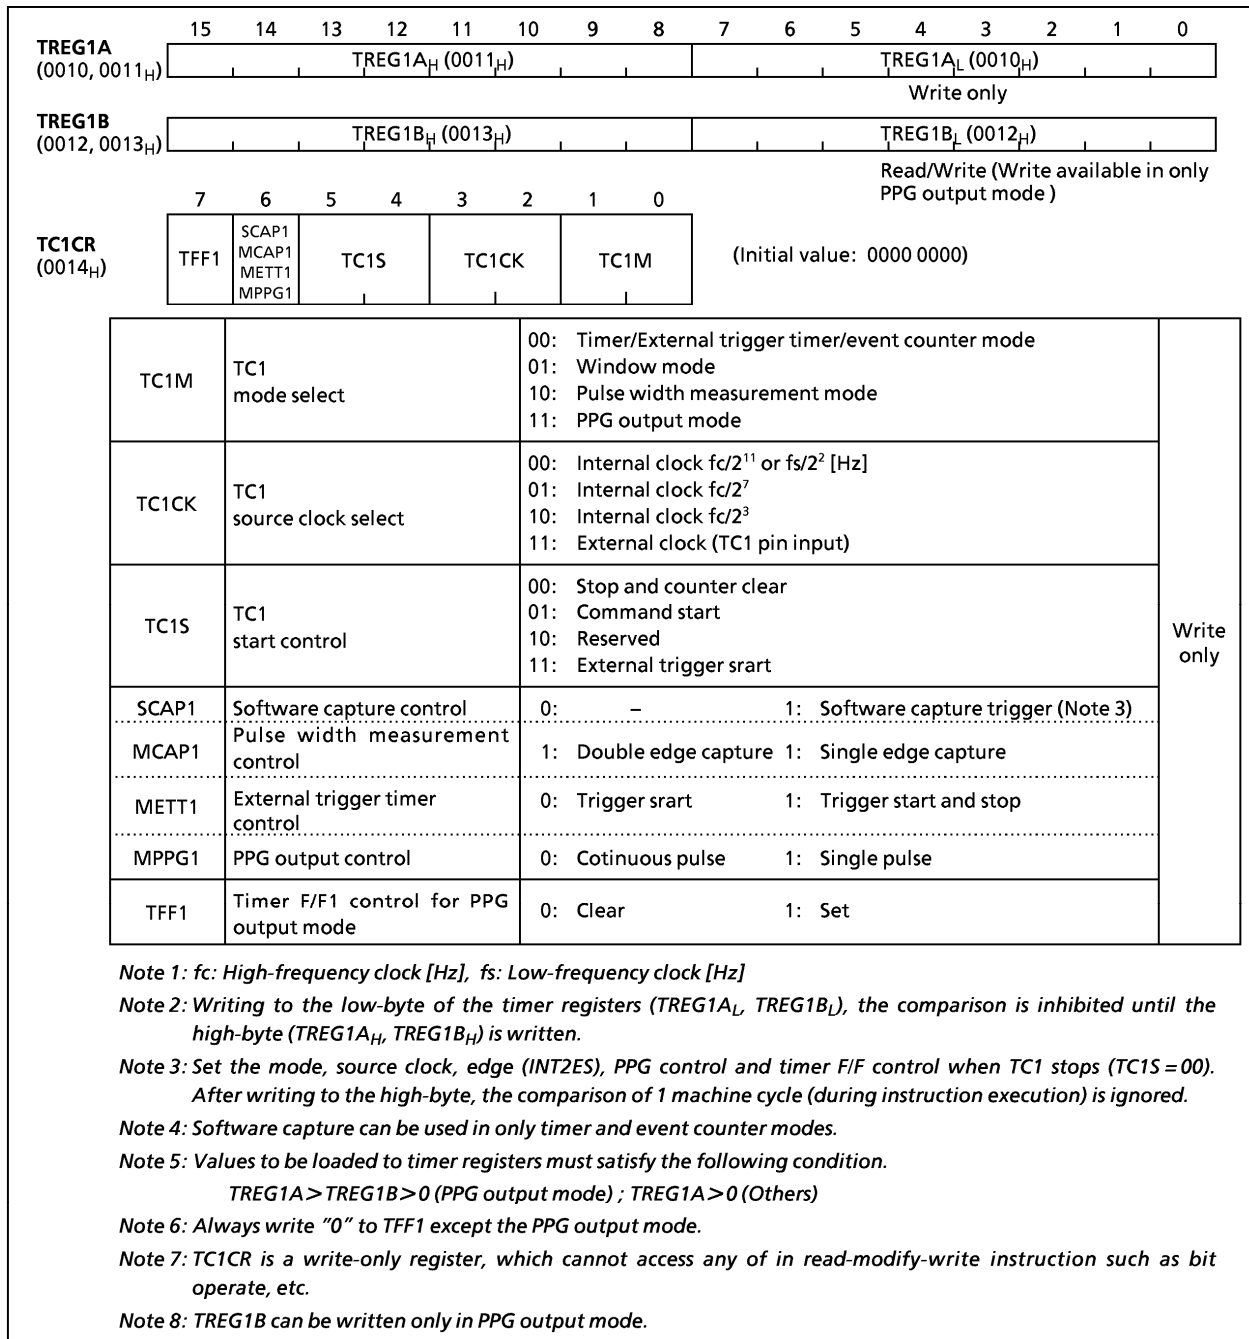 15 14 13 12 11 10 9 8 7 6 5 4 3 2 1 0
TREG1A
(0010, 0011H)
TREG1AH (0011H) TREG1AL (0010H)
Write only
TREG1B
(0012, 0013H)
TREG1BH (0013H) TREG1BL (0012H)
Read/Write (Write available in only
PPG output mode )
7 6 5 4 3 2 1 0
TC1CR
(0014H)
TFF1
SCAP1
MCAP1
METT1
MPPG1
TC1S TC1CK TC1M
(Initial value: 0000 0000)
TC1M
TC1
mode select
00: Timer/External trigger timer/event counter mode
01: Window mode
10: Pulse width measurement mode
11: PPG output mode
TC1CK
TC1
source clock select
00: Internal clock fc/2¹¹ or fs/2² [Hz]
01: Internal clock fc/2⁷
10: Internal clock fc/2³
11: External clock (TC1 pin input)
TC1S
TC1
start control
00: Stop and counter clear
01: Command start
10: Reserved
11: External trigger srart
Write
only
SCAP1 Software capture control 0: – 1: Software capture trigger (Note 3)
MCAP1
Pulse width measurement
control
1: Double edge capture 1: Single edge capture
METT1
External trigger timer
control
0: Trigger srart 1: Trigger start and stop
MPPG1 PPG output control 0: Cotinuous pulse 1: Single pulse
TFF1
Timer F/F1 control for PPG
output mode
0: Clear 1: Set
Note 1: fc: High-frequency clock [Hz], fs: Low-frequency clock [Hz]
Note 2: Writing to the low-byte of the timer registers (TREG1AL, TREG1BL), the comparison is inhibited until the
high-byte (TREG1AH, TREG1BH) is written.
Note 3: Set the mode, source clock, edge (INT2ES), PPG control and timer F/F control when TC1 stops (TC1S = 00).
After writing to the high-byte, the comparison of 1 machine cycle (during instruction execution) is ignored.
Note 4: Software capture can be used in only timer and event counter modes.
Note 5: Values to be loaded to timer registers must satisfy the following condition.
TREG1A > TREG1B > 0 (PPG output mode) ; TREG1A > 0 (Others)
Note 6: Always write "0" to TFF1 except the PPG output mode.
Note 7: TC1CR is a write-only register, which cannot access any of in read-modify-write instruction such as bit
operate, etc.
Note 8: TREG1B can be written only in PPG output mode.